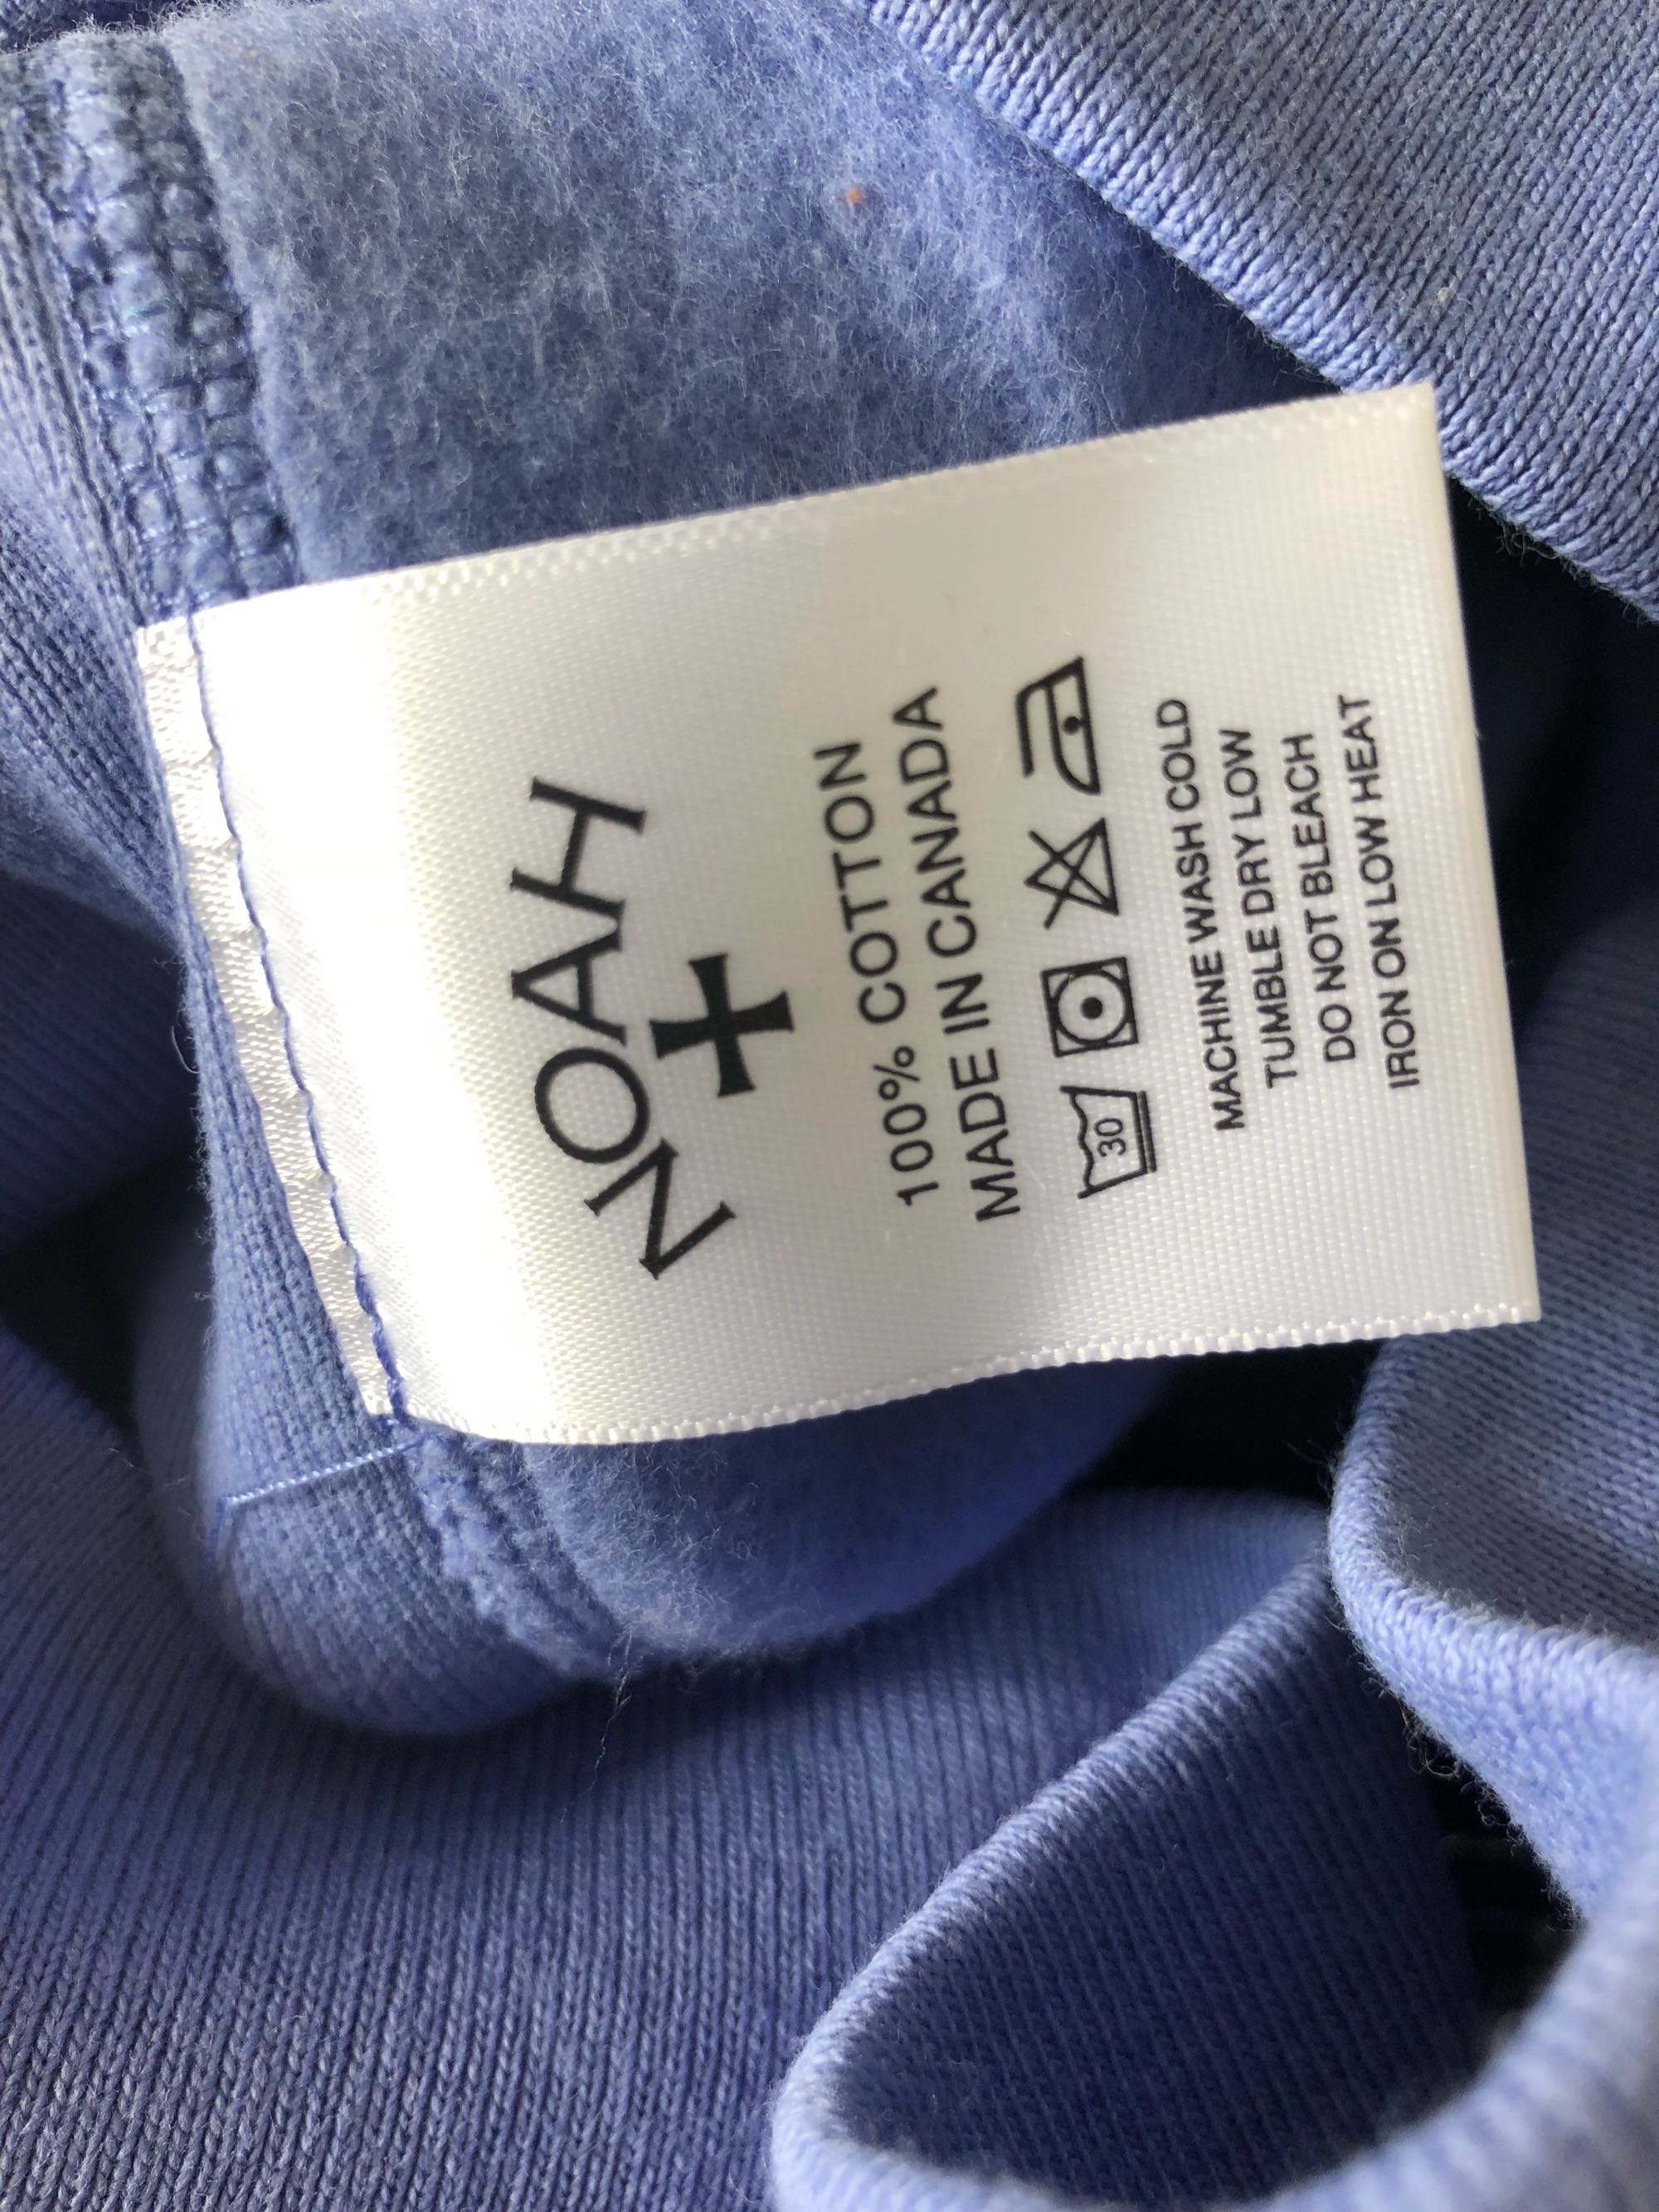 NOAH
100% COTTON
MADE IN CANADA
30
MACHINE WASH COLD
TUMBLE DRY LOW
DO NOT BLEACH
IRON ON LOW HEAT